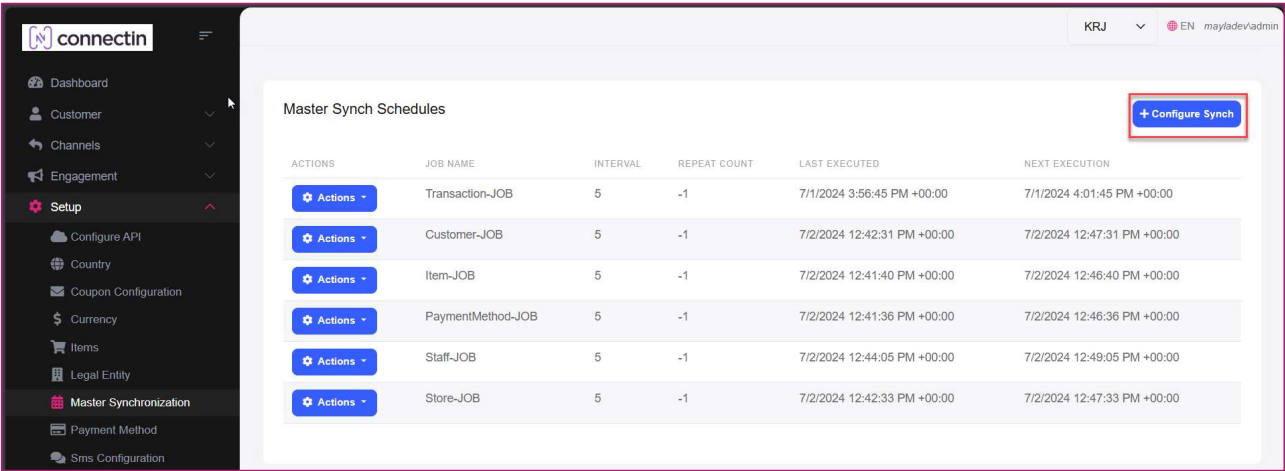 connectin
KRJ EN mayladev\admin
Dashboard
Customer
Channels
Engagement
Setup
Configure API
Country
Coupon Configuration
Currency
Items
Legal Entity
Master Synchronization
Payment Method
Sms Configuration
Master Synch Schedules
+ Configure Synch
ACTIONS JOB NAME INTERVAL REPEAT COUNT LAST EXECUTED NEXT EXECUTION
Actions Transaction-JOB 5 -1 7/1/2024 3:56:45 PM +00:00 7/1/2024 4:01:45 PM +00:00
Actions Customer-JOB 5 -1 7/2/2024 12:42:31 PM +00:00 7/2/2024 12:47:31 PM +00:00
Actions Item-JOB 5 -1 7/2/2024 12:41:40 PM +00:00 7/2/2024 12:46:40 PM +00:00
Actions PaymentMethod-JOB 5 -1 7/2/2024 12:41:36 PM +00:00 7/2/2024 12:46:36 PM +00:00
Actions Staff-JOB 5 -1 7/2/2024 12:44:05 PM +00:00 7/2/2024 12:49:05 PM +00:00
Actions Store-JOB 5 -1 7/2/2024 12:42:33 PM +00:00 7/2/2024 12:47:33 PM +00:00